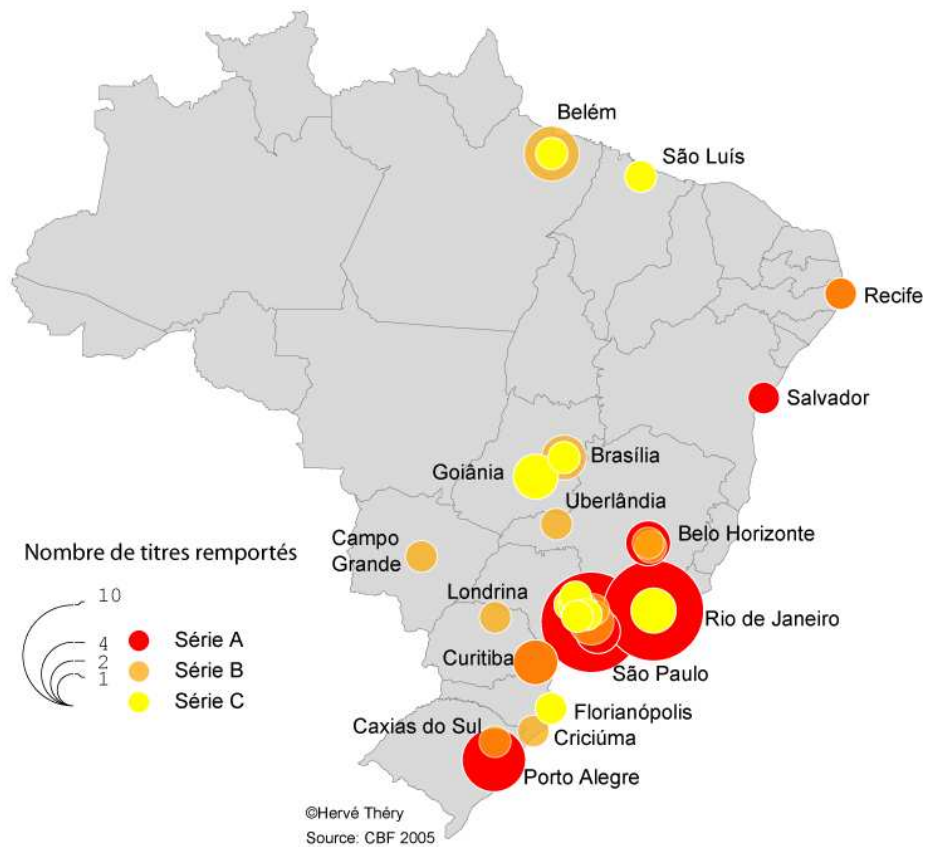 Belém
São Luís
Recife
Salvador
Brasília
Goiânia
Uberlândia
Belo Horizonte
Campo
Grande
Londrina
Rio de Janeiro
Curitiba
São Paulo
Florianópolis
Caxias do Sul
Criciúma
Porto Alegre
Nombre de titres remportés
10
4
2
1
Série A
Série B
Série C
©Hervé Théry
Source: CBF 2005